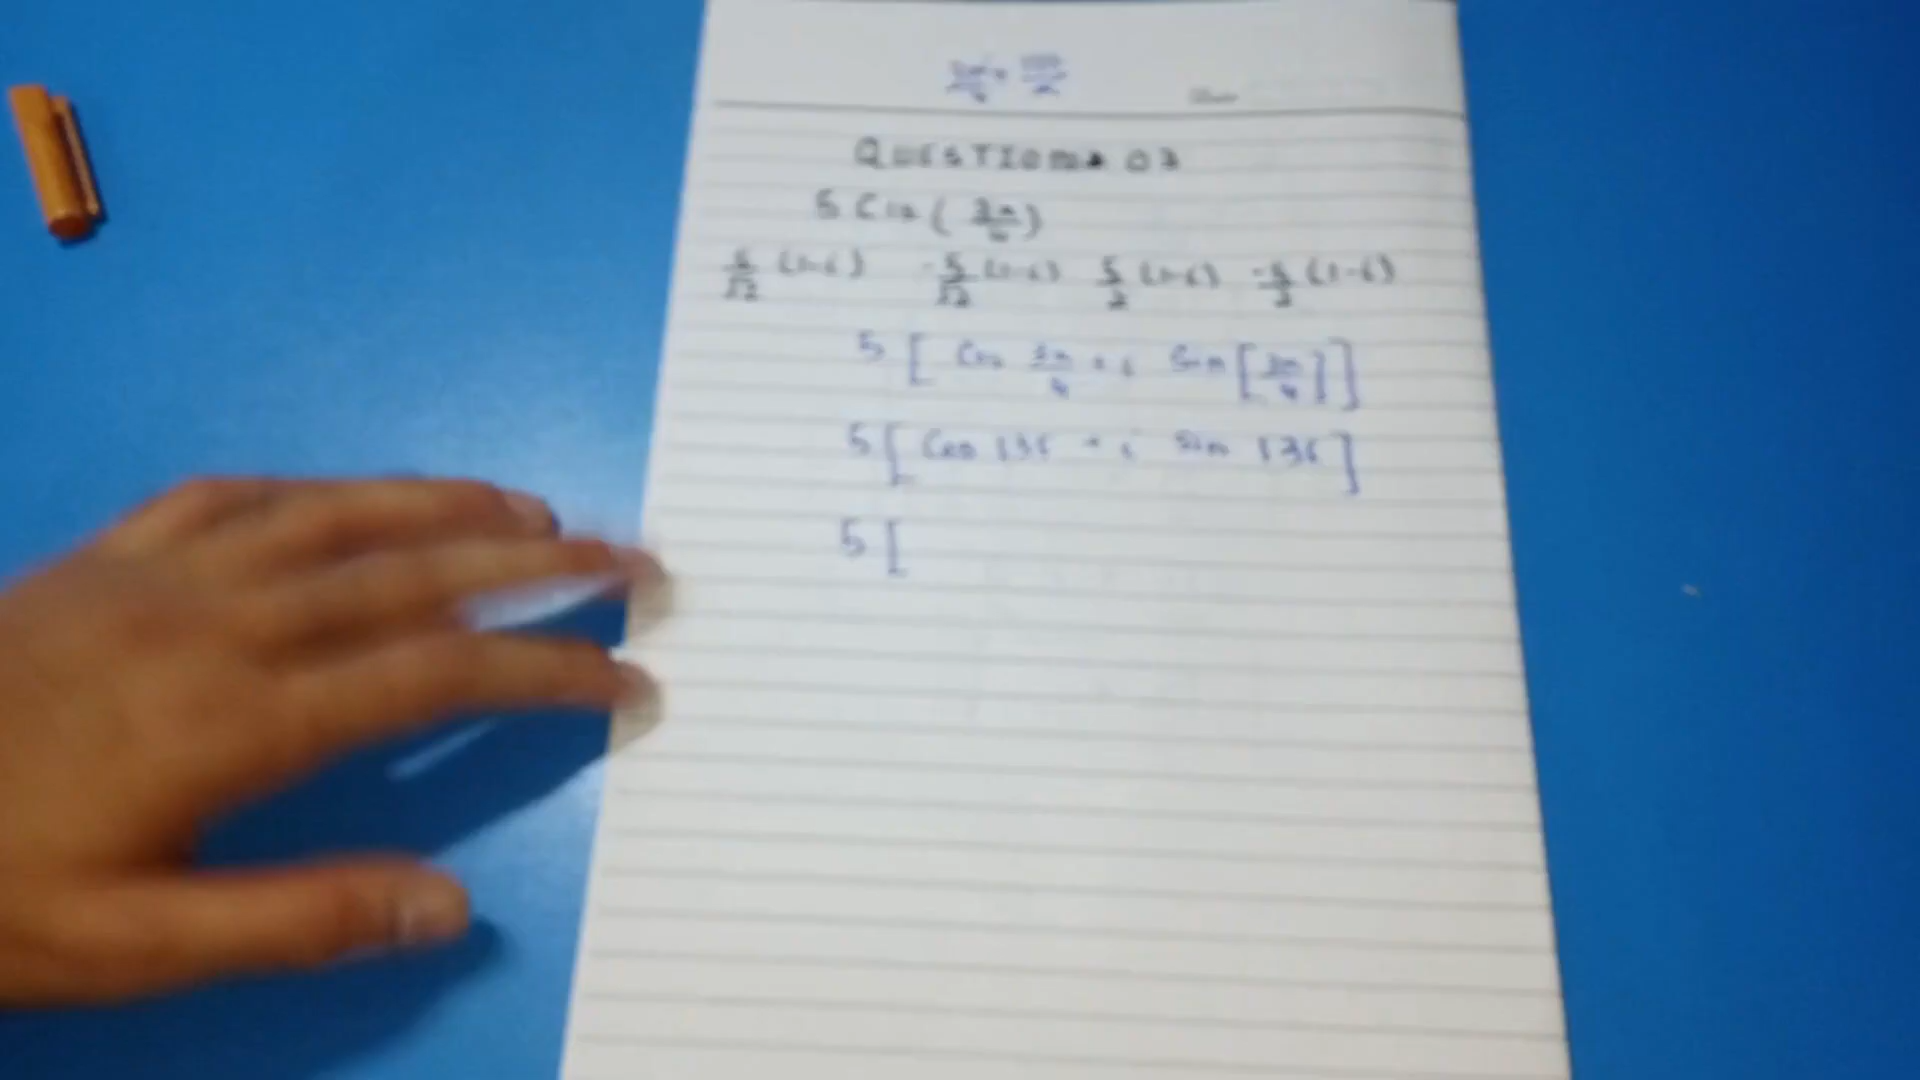 QUESTION 03
5 Cis ( 3π/4 )
5/√2 (1-i) -5/√2 (1-i) 5/2 (1-i) -5/2 (1-i)
5 [ Cos 3π/4 + i Sin [ 3π/4 ] ]
5 [ Cos 135 + i sin 135 ]
5 [